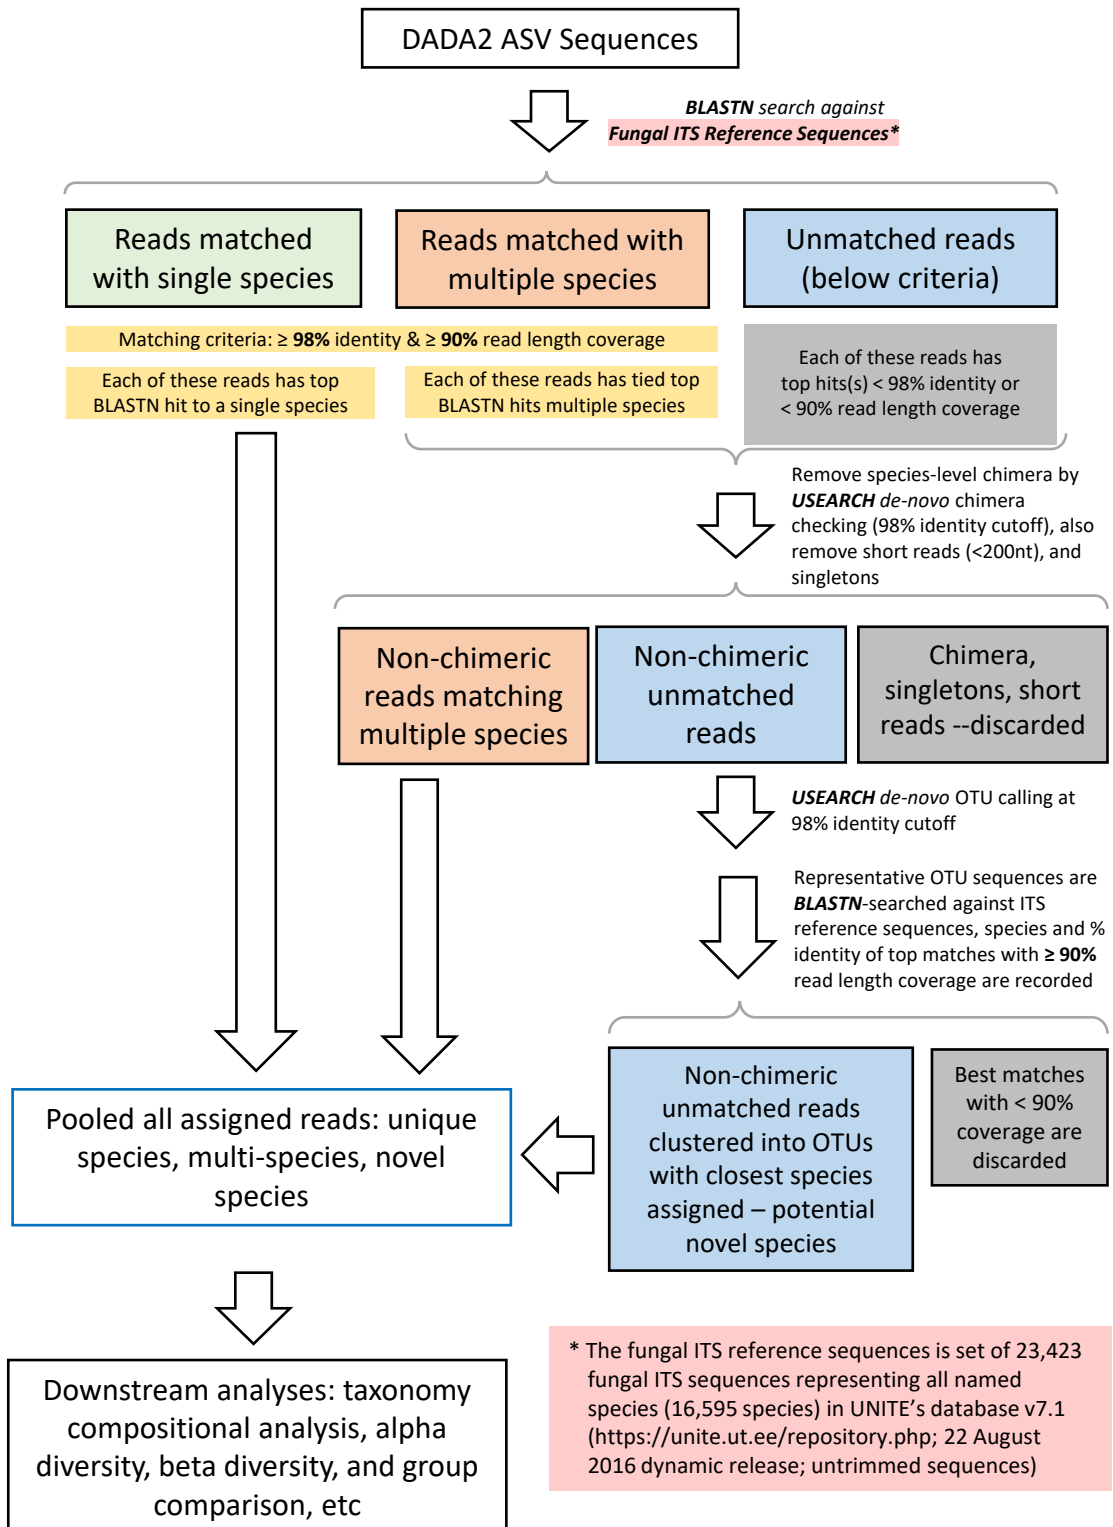 DADA2 ASV Sequences
BLASTN search against
Fungal ITS Reference Sequences*
Reads matched
with single species
Reads matched with
multiple species
Unmatched reads
(below criteria)
Matching criteria: ≥ 98% identity & ≥ 90% read length coverage
Each of these reads has top
BLASTN hit to a single species
Each of these reads has tied top
BLASTN hits multiple species
Each of these reads has
top hits(s) < 98% identity or
< 90% read length coverage
Remove species-level chimera by
USEARCH de-novo chimera
checking (98% identity cutoff), also
remove short reads (<200nt), and
singletons
Non-chimeric
reads matching
multiple species
Non-chimeric
unmatched
reads
Chimera,
singletons, short
reads --discarded
USEARCH de-novo OTU calling at
98% identity cutoff
Representative OTU sequences are
BLASTN-searched against ITS
reference sequences, species and %
identity of top matches with ≥ 90%
read length coverage are recorded
Non-chimeric
unmatched reads
clustered into OTUs
with closest species
assigned – potential
novel species
Best matches
with < 90%
coverage are
discarded
Pooled all assigned reads: unique
species, multi-species, novel
species
Downstream analyses: taxonomy
compositional analysis, alpha
diversity, beta diversity, and group
comparison, etc
* The fungal ITS reference sequences is set of 23,423
fungal ITS sequences representing all named
species (16,595 species) in UNITE's database v7.1
(https://unite.ut.ee/repository.php; 22 August
2016 dynamic release; untrimmed sequences)